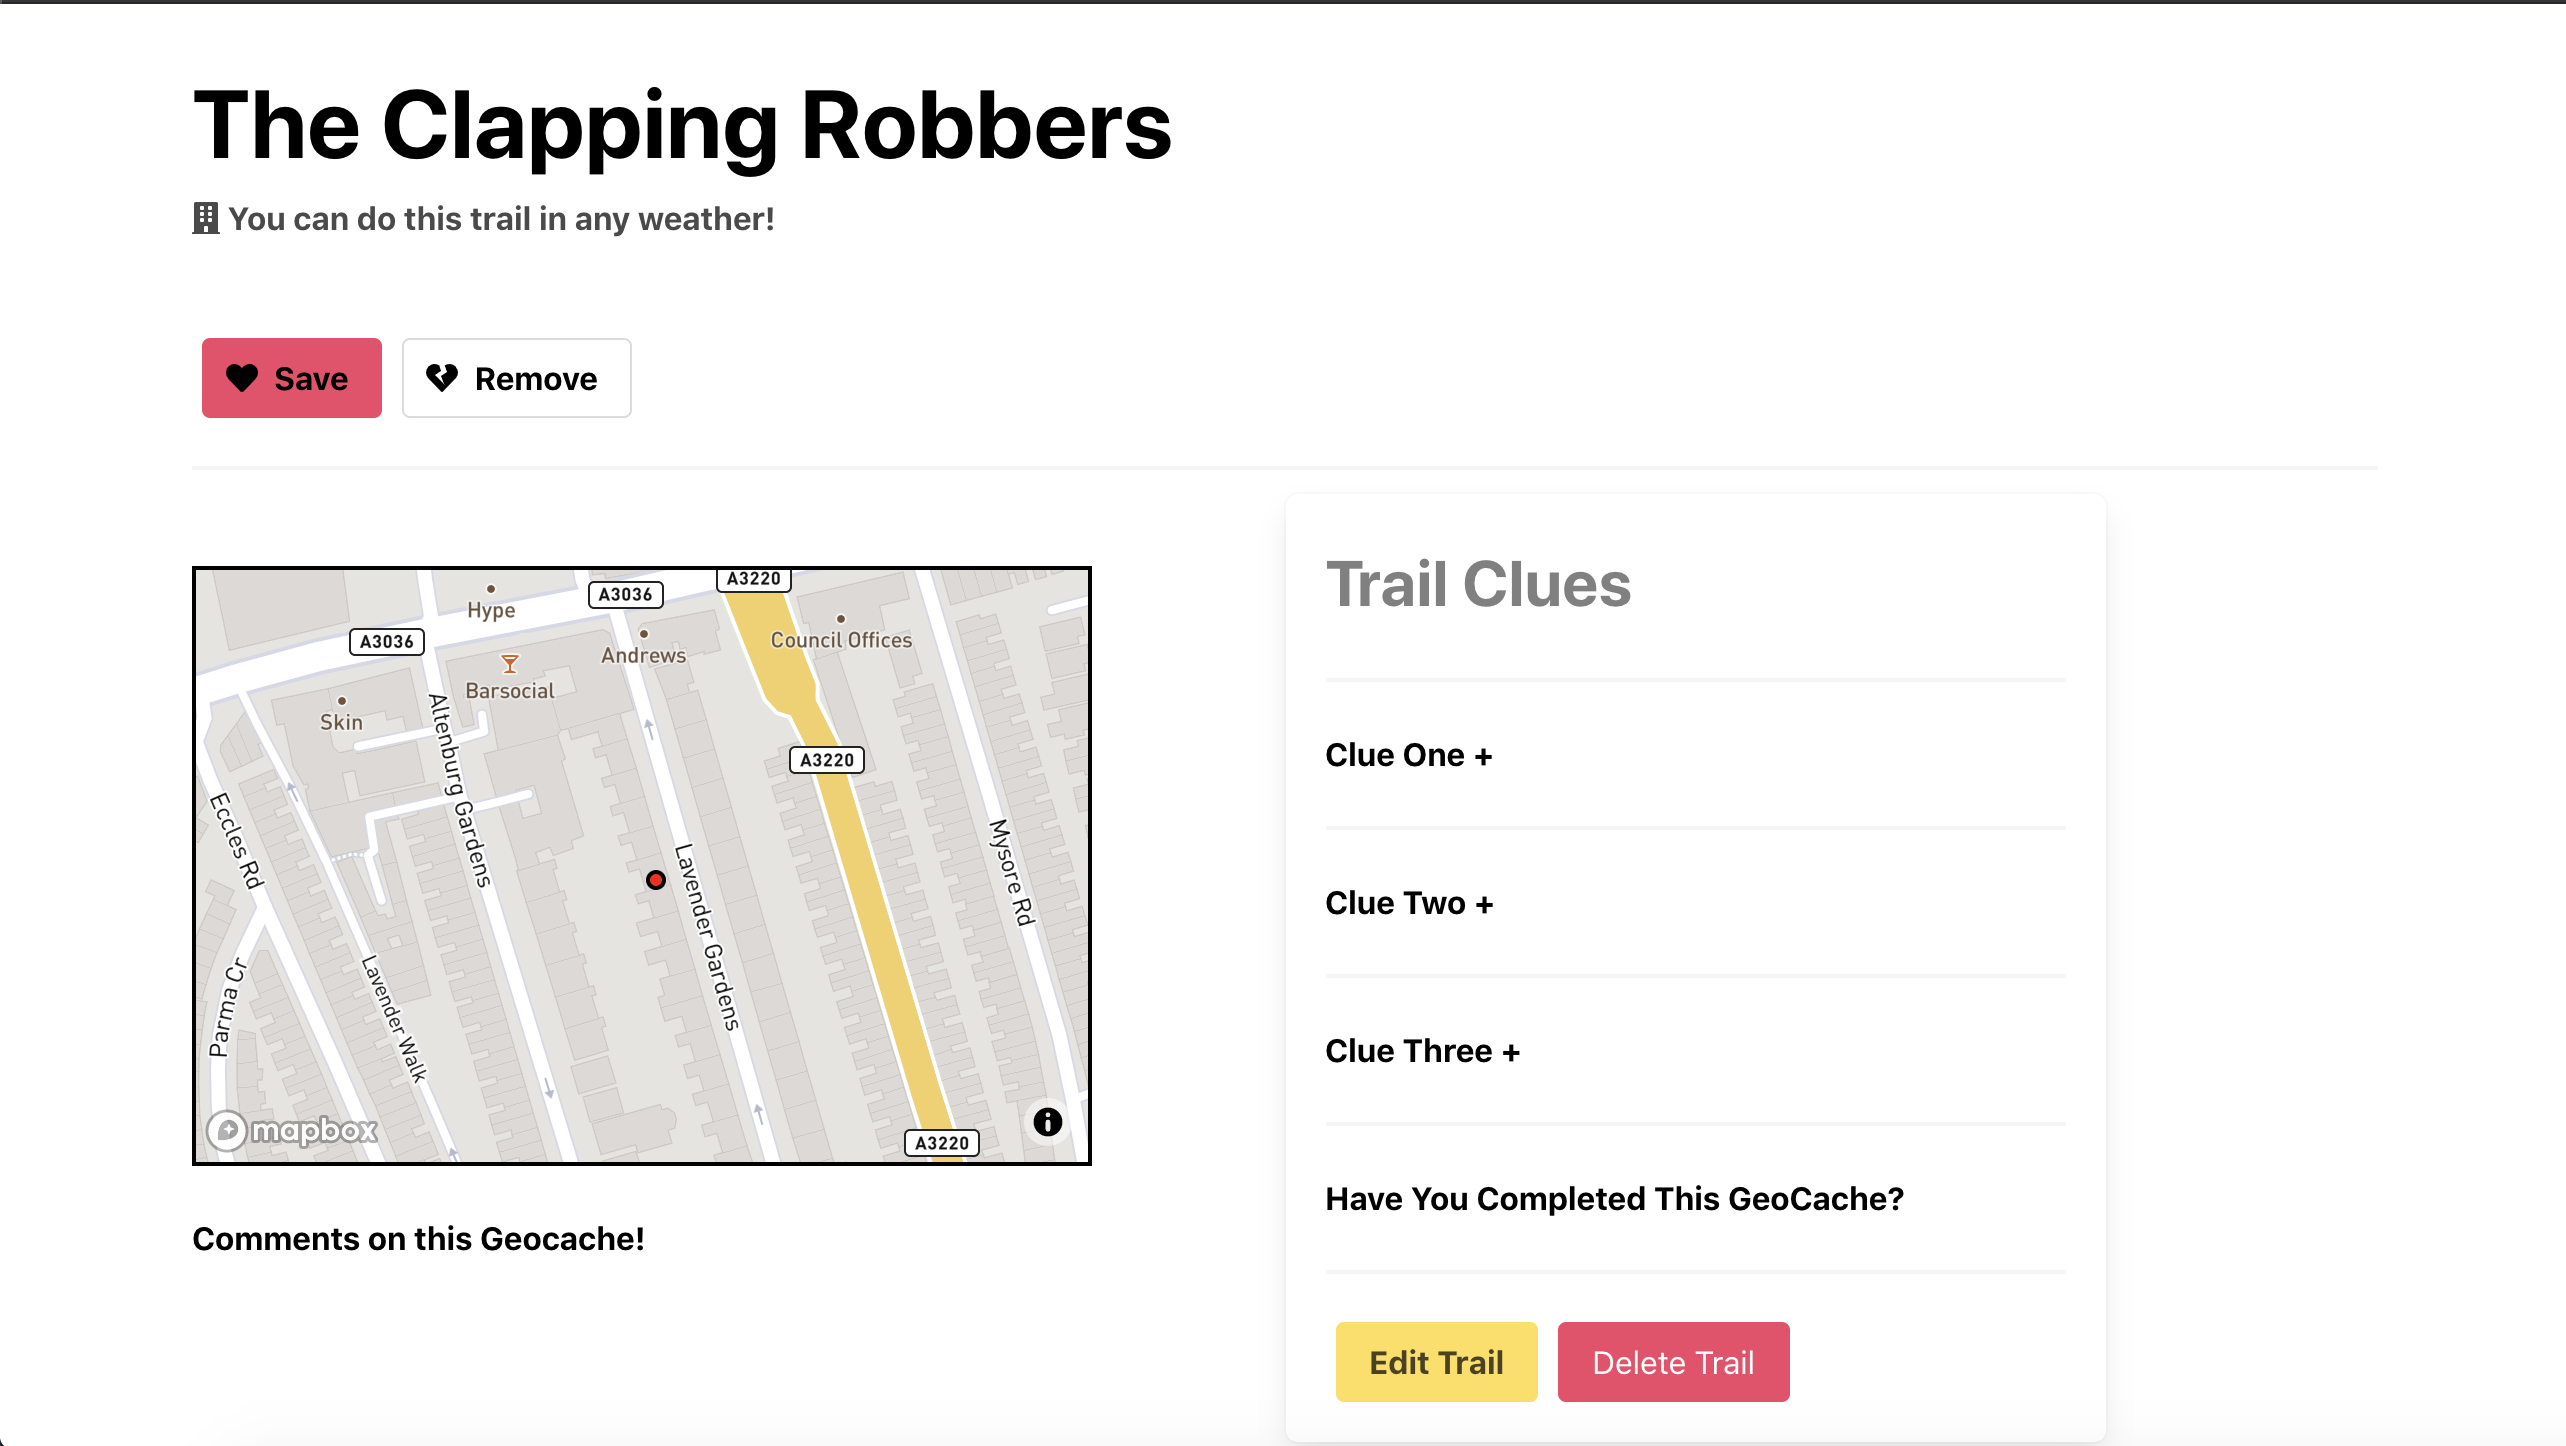 The Clapping Robbers
You can do this trail in any weather!
Save
Remove
A3220
A3036
Hype
A3036
Council Offices
Andrews
Barsocial
Skin
Altenburg Gardens
A3220
Eccles Rd
Lavender Gardens
Mysore Rd
Parma Cr
Lavender Walk
mapbox
A3220
Comments on this Geocache!
Trail Clues
Clue One +
Clue Two +
Clue Three +
Have You Completed This GeoCache?
Edit Trail
Delete Trail